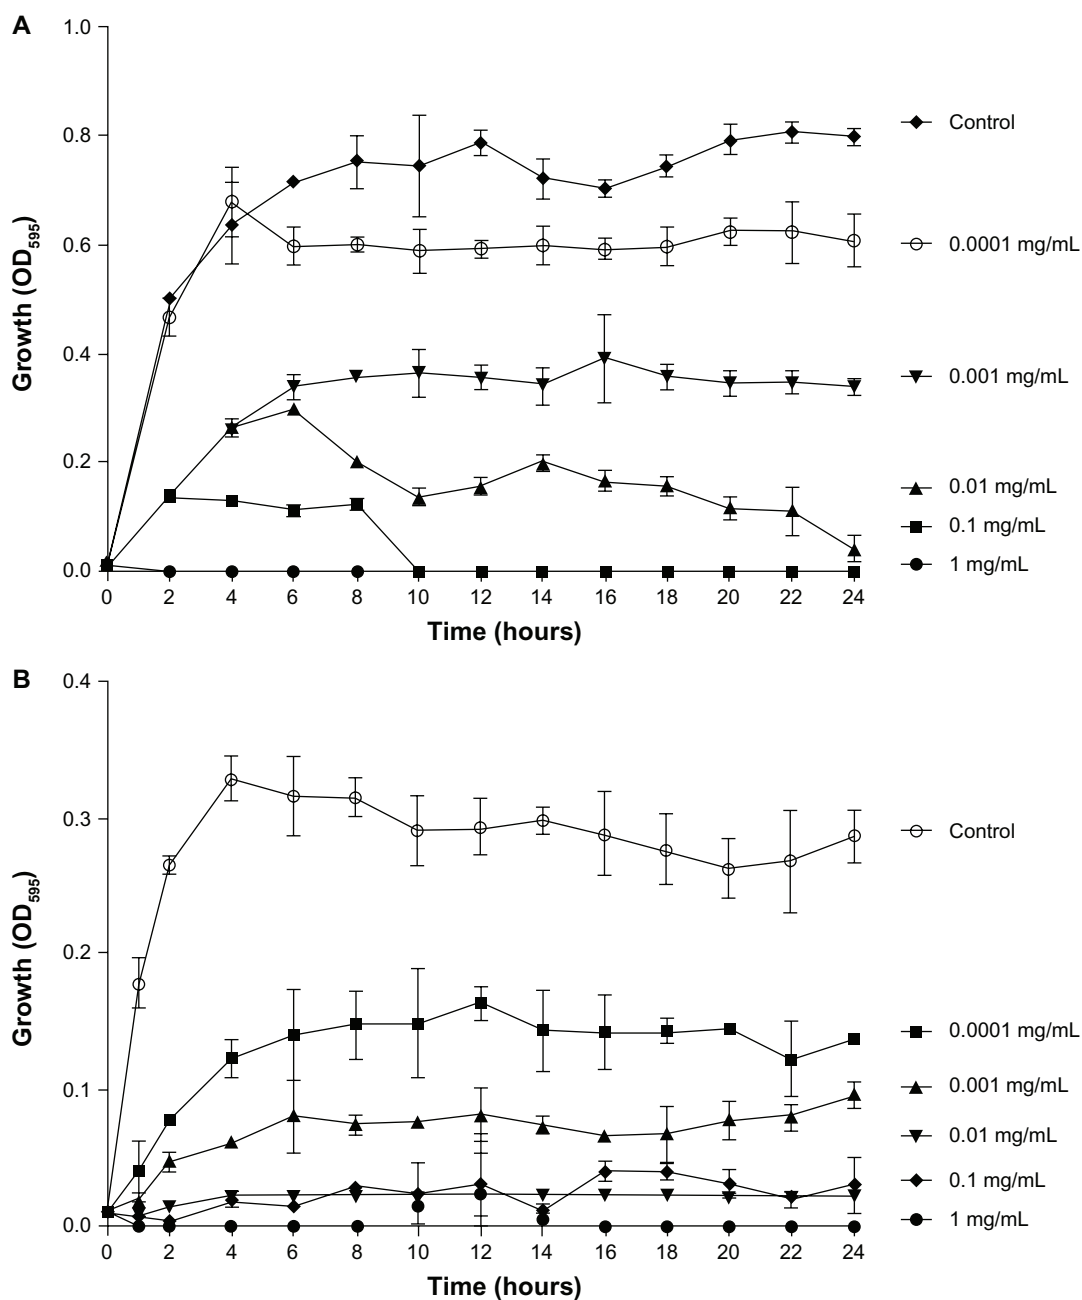 A
1.0
0.8
0.6
0.4
0.2
0.0
Growth (OD₅₉₅)
0 2 4 6 8 10 12 14 16 18 20 22 24
Time (hours)
Control
0.0001 mg/mL
0.001 mg/mL
0.01 mg/mL
0.1 mg/mL
1 mg/mL
B
0.4
0.3
0.2
0.1
0.0
Growth (OD₅₉₅)
0 2 4 6 8 10 12 14 16 18 20 22 24
Time (hours)
Control
0.0001 mg/mL
0.001 mg/mL
0.01 mg/mL
0.1 mg/mL
1 mg/mL